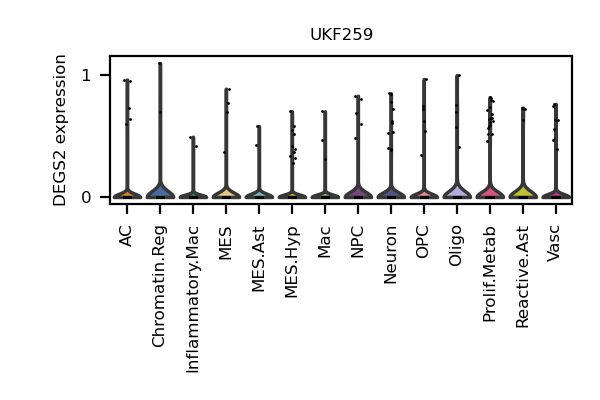 UKF259
DEGS2 expression
1
0
AC
Chromatin.Reg
Inflammatory.Mac
MES
MES.Ast
MES.Hyp
Mac
NPC
Neuron
OPC
Oligo
Prolif.Metab
Reactive.Ast
Vasc